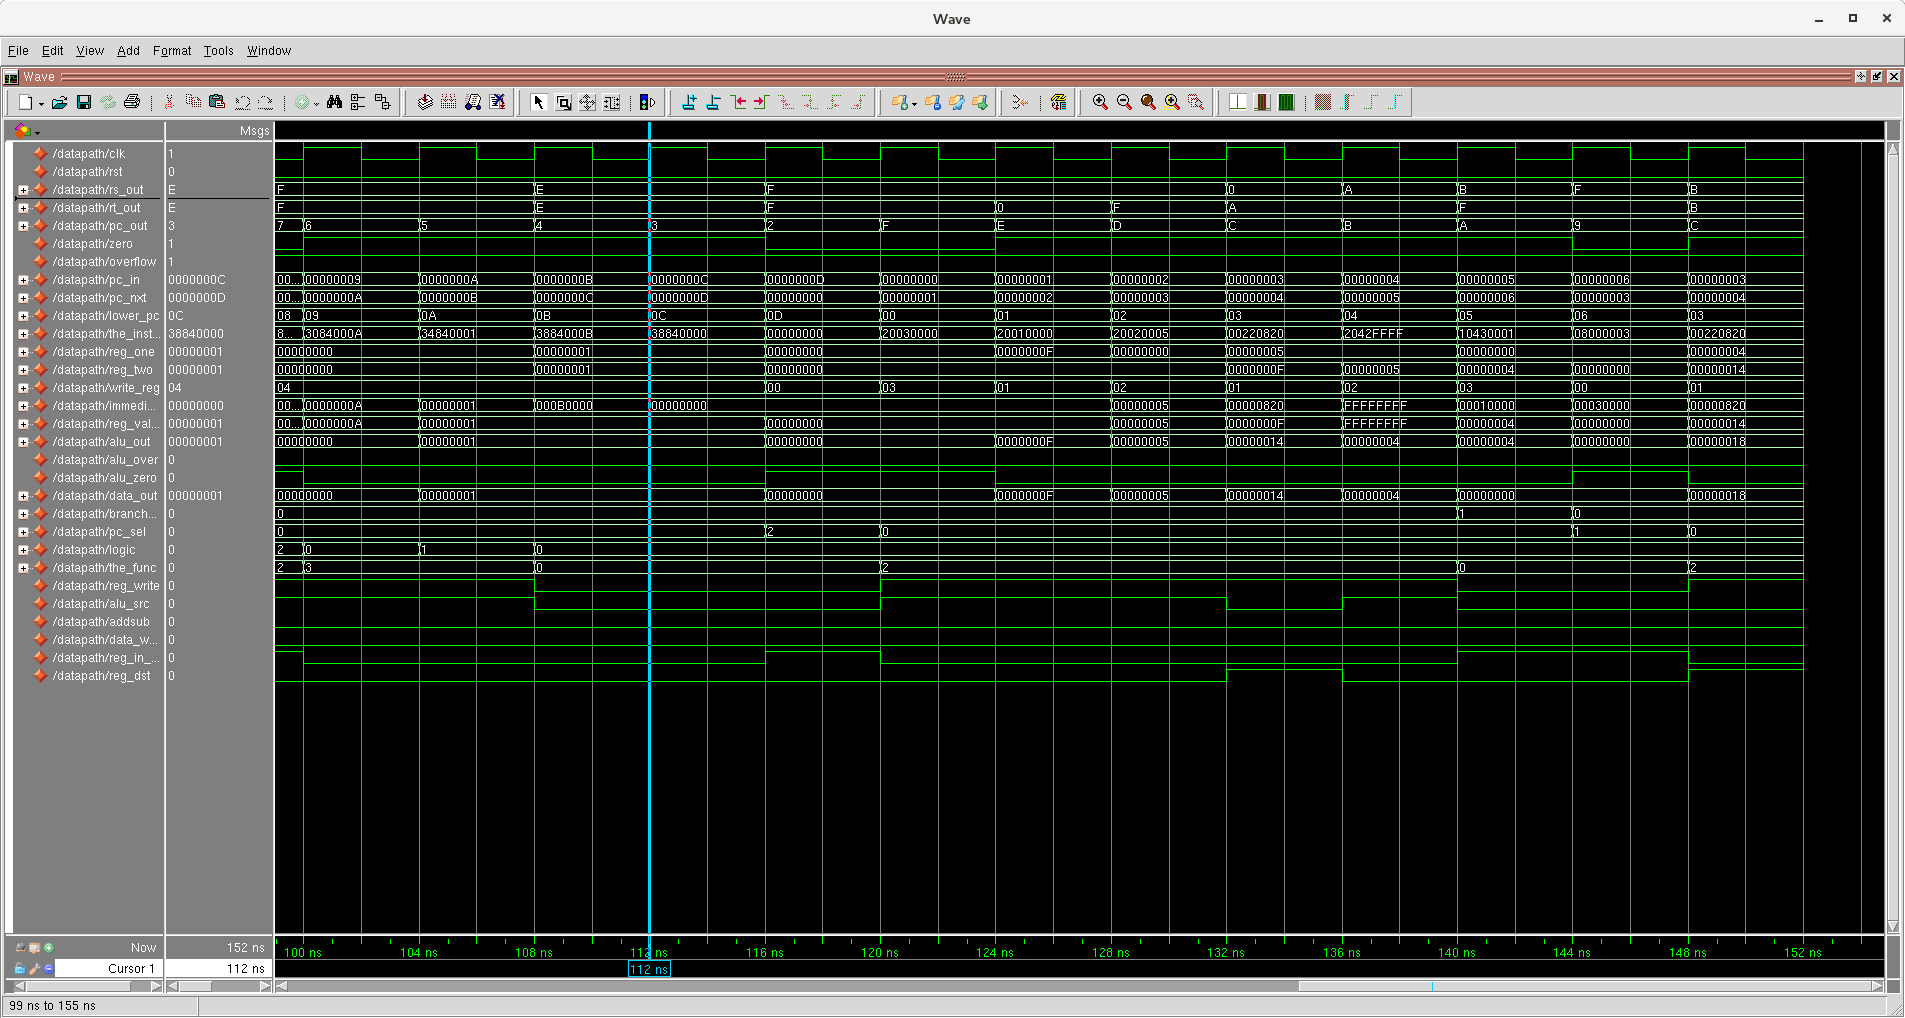 Wave
File Edit View Add Format Tools Window
Wave
Msgs
/datapath/clk 1
/datapath/rst 0
/datapath/rs_out E F E F 0 A B F B
/datapath/rt_out E F E F 0 F A F B
/datapath/pc_out 3 7 6 5 4 3 2 F E D C B A 9 C
/datapath/zero 1
/datapath/overflow 1
/datapath/pc_in 0000000C 00... 00000009 0000000A 0000000B 0000000C 0000000D 00000000 00000001 00000002 00000003 00000004 00000005 00000006 00000003
/datapath/pc_nxt 0000000D 00... 0000000A 0000000B 0000000C 0000000D 00000000 00000001 00000002 00000003 00000004 00000005 00000006 00000003 00000004
/datapath/lower_pc 0C 08 09 0A 0B 0C 0D 00 01 02 03 04 05 06 03
/datapath/the_inst... 38840000 8... 3084000A 34840001 3884000B 38840000 00000000 20030000 20010000 20020005 00220820 2042FFFF 10430001 08000003 00220820
/datapath/reg_one 00000001 00000000 00000001 00000000 0000000F 00000000 00000005 00000000 00000004
/datapath/reg_two 00000001 00000000 00000001 00000000 0000000F 00000005 00000004 00000000 00000014
/datapath/write_reg 04 04 00 03 01 02 01 02 03 00 01
/datapath/immedi... 00000000 00... 0000000A 00000001 000B0000 00000000 00000005 00000820 FFFFFFFF 00010000 00030000 00000820
/datapath/reg_val... 00000001 00... 0000000A 00000001 00000000 00000005 0000000F FFFFFFFF 00000004 00000000 00000014
/datapath/alu_out 00000001 00000000 00000001 00000000 0000000F 00000005 00000014 00000004 00000004 00000000 00000018
/datapath/alu_over 0
/datapath/alu_zero 0
/datapath/data_out 00000001 00000000 00000001 00000000 0000000F 00000005 00000014 00000004 00000000 00000018
/datapath/branch... 0 0 1 0
/datapath/pc_sel 0 0 2 0 1 0
/datapath/logic 0 2 0 1 0
/datapath/the_func 0 2 3 0 2 0 2
/datapath/reg_write 0
/datapath/alu_src 0
/datapath/addsub 0
/datapath/data_w... 0
/datapath/reg_in_... 0
/datapath/reg_dst 0
Now 152 ns 100 ns 104 ns 108 ns 112 ns 116 ns 120 ns 124 ns 128 ns 132 ns 136 ns 140 ns 144 ns 148 ns 152 ns
Cursor 1 112 ns 112 ns
99 ns to 155 ns